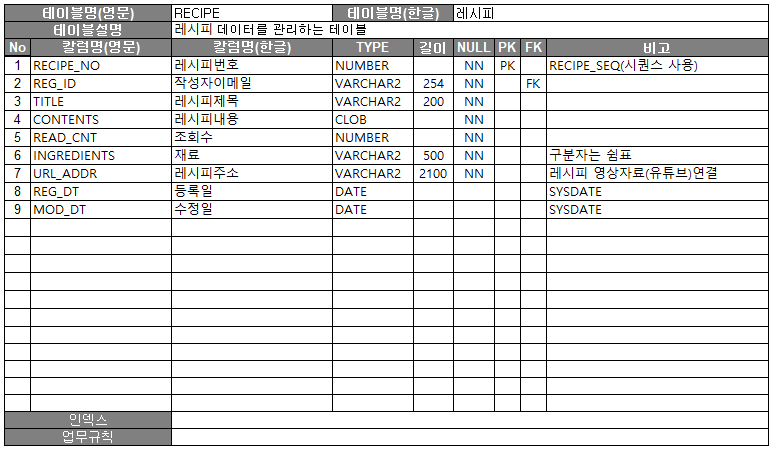 테이블명(영문) RECIPE 테이블명(한글) 레시피
테이블설명 레시피 데이터를 관리하는 테이블
No 칼럼명(영문) 칼럼명(한글) TYPE 길이 NULL PK FK 비고
1 RECIPE_NO 레시피번호 NUMBER NN PK RECIPE_SEQ(시퀀스 사용)
2 REG_ID 작성자이메일 VARCHAR2 254 NN FK
3 TITLE 레시피제목 VARCHAR2 200 NN
4 CONTENTS 레시피내용 CLOB NN
5 READ_CNT 조회수 NUMBER NN
6 INGREDIENTS 재료 VARCHAR2 500 NN 구분자는 쉼표
7 URL_ADDR 레시피주소 VARCHAR2 2100 NN 레시피 영상자료(유튜브)연결
8 REG_DT 등록일 DATE SYSDATE
9 MOD_DT 수정일 DATE SYSDATE
인덱스
업무규칙